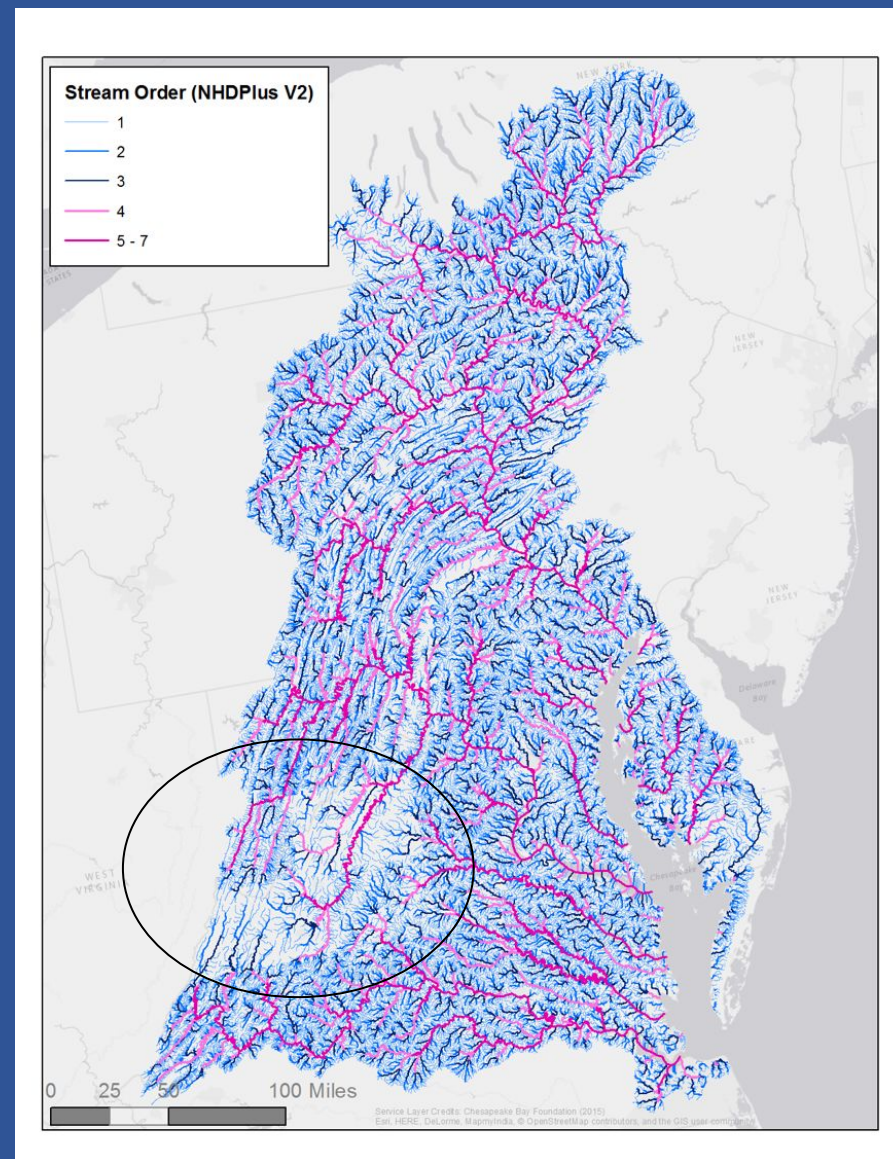 NEW YORK
Stream Order (NHDPlus V2)
1
2
3
4
5 - 7
STATES
NEW
JERSEY
NEW
JERSEY
Delaware
Bay
WEST
VIRGINIA
Chesapeake
Bay
0 25 50 100 Miles
Service Layer Credits: Chesapeake Bay Foundation (2015)
Esri, HERE, DeLorme, MapmyIndia, © OpenStreetMap contributors, and the GIS user